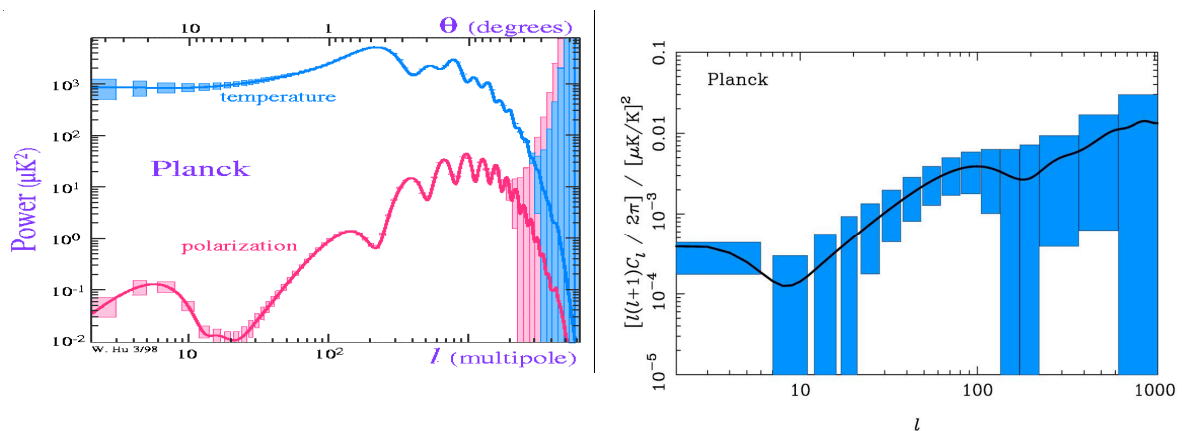 Θ (degrees)
10 1
10³
10²
10
10⁰
10⁻¹
10⁻²
Power (μK²)
temperature
Planck
polarization
W. Hu 3/98
10 10²
l (multipole)
Planck
0.1
0.01
10⁻³
10⁻⁴
10⁻⁵
[l(l+1)C_l / 2π] / [μK/K]²
10 100 1000
l